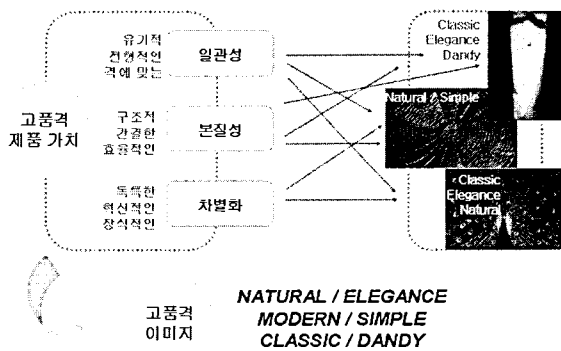 고품격
제품 가치
유기적
전형적인
격에 맞는
일관성
구조적
간결한
효율적인
본질성
독특한
혁신적인
장식적인
차별화
Classic
Elegance
Dandy
Natural / Simple
Classic
Elegance
Natural
고품격
이미지
NATURAL / ELEGANCE
MODERN / SIMPLE
CLASSIC / DANDY